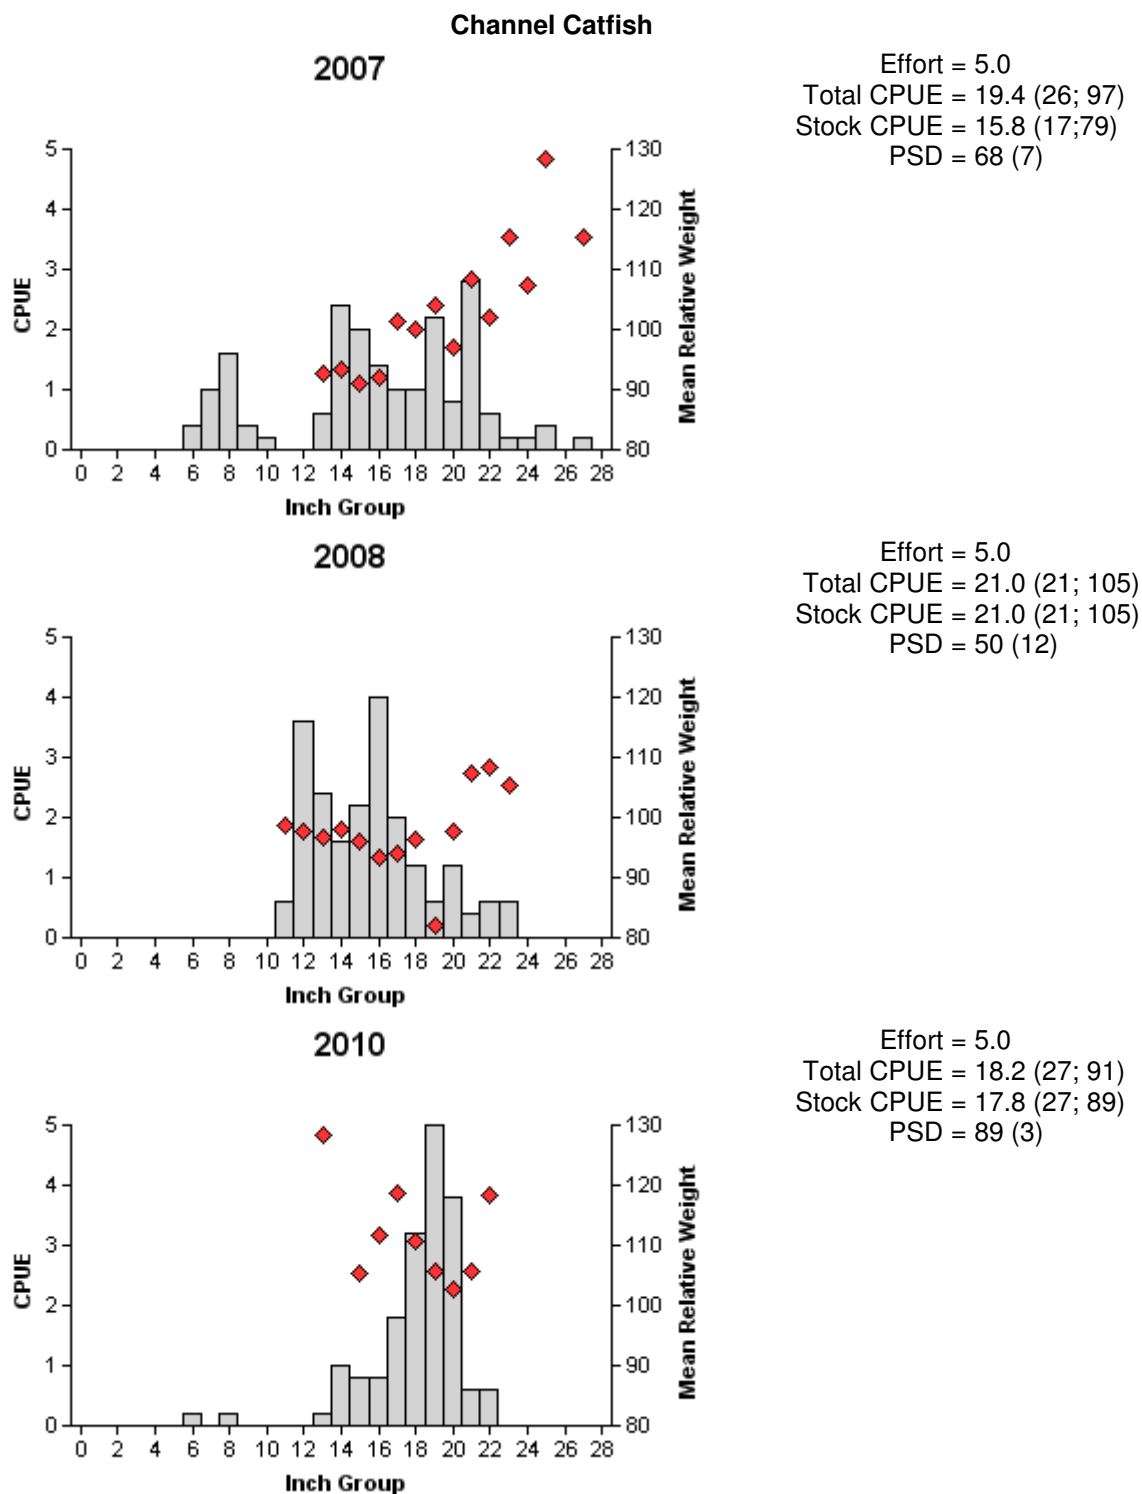 Channel Catfish
2007
Effort = 5.0
Total CPUE = 19.4 (26; 97)
Stock CPUE = 15.8 (17;79)
PSD = 68 (7)
5
4
3
2
1
0
CPUE
130
120
110
100
90
80
Mean Relative Weight
0 2 4 6 8 10 12 14 16 18 20 22 24 26 28
Inch Group
2008
Effort = 5.0
Total CPUE = 21.0 (21; 105)
Stock CPUE = 21.0 (21; 105)
PSD = 50 (12)
5
4
3
2
1
0
CPUE
130
120
110
100
90
80
Mean Relative Weight
0 2 4 6 8 10 12 14 16 18 20 22 24 26 28
Inch Group
2010
Effort = 5.0
Total CPUE = 18.2 (27; 91)
Stock CPUE = 17.8 (27; 89)
PSD = 89 (3)
5
4
3
2
1
0
CPUE
130
120
110
100
90
80
Mean Relative Weight
0 2 4 6 8 10 12 14 16 18 20 22 24 26 28
Inch Group